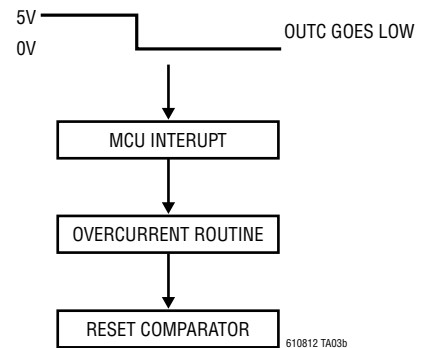 5V
0V
OUTC GOES LOW
MCU INTERUPT
OVERCURRENT ROUTINE
RESET COMPARATOR
610812 TA03b